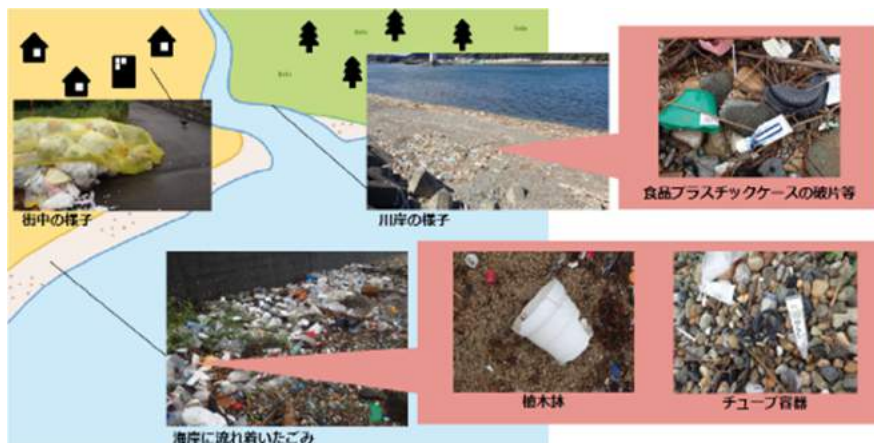 街中の様子
川岸の様子
食品プラスチックケースの破片等
海岸に流れ着いたごみ
植木鉢
チューブ容器